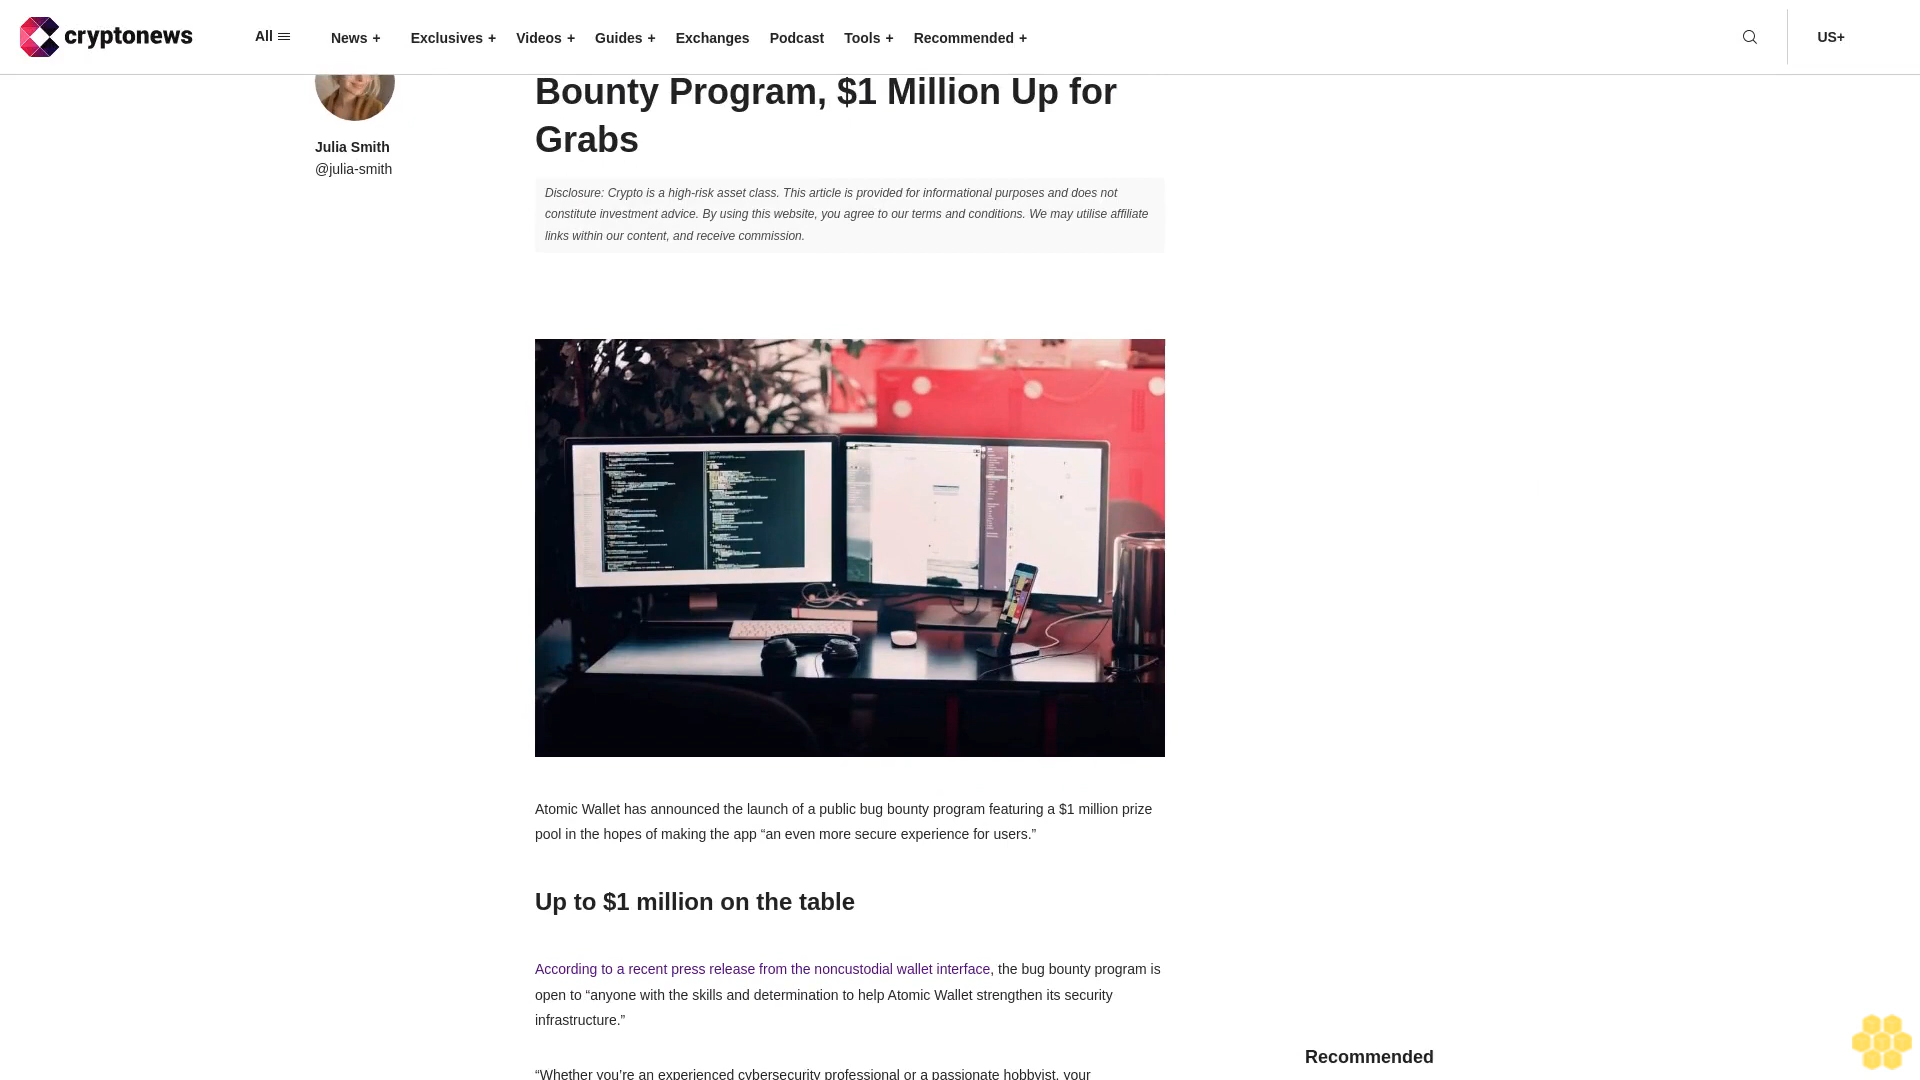 cryptonews
All
News +
Exclusives +
Videos +
Guides +
Exchanges
Podcast
Tools +
Recommended +
US+
Julia Smith
@julia-smith
Bounty Program, $1 Million Up for
Grabs
Disclosure: Crypto is a high-risk asset class. This article is provided for informational purposes and does not
constitute investment advice. By using this website, you agree to our terms and conditions. We may utilise affiliate
links within our content, and receive commission.
Atomic Wallet has announced the launch of a public bug bounty program featuring a $1 million prize
pool in the hopes of making the app “an even more secure experience for users.”
Up to $1 million on the table
According to a recent press release from the noncustodial wallet interface, the bug bounty program is
open to “anyone with the skills and determination to help Atomic Wallet strengthen its security
infrastructure.”
“Whether you’re an experienced cybersecurity professional or a passionate hobbyist, your
Recommended